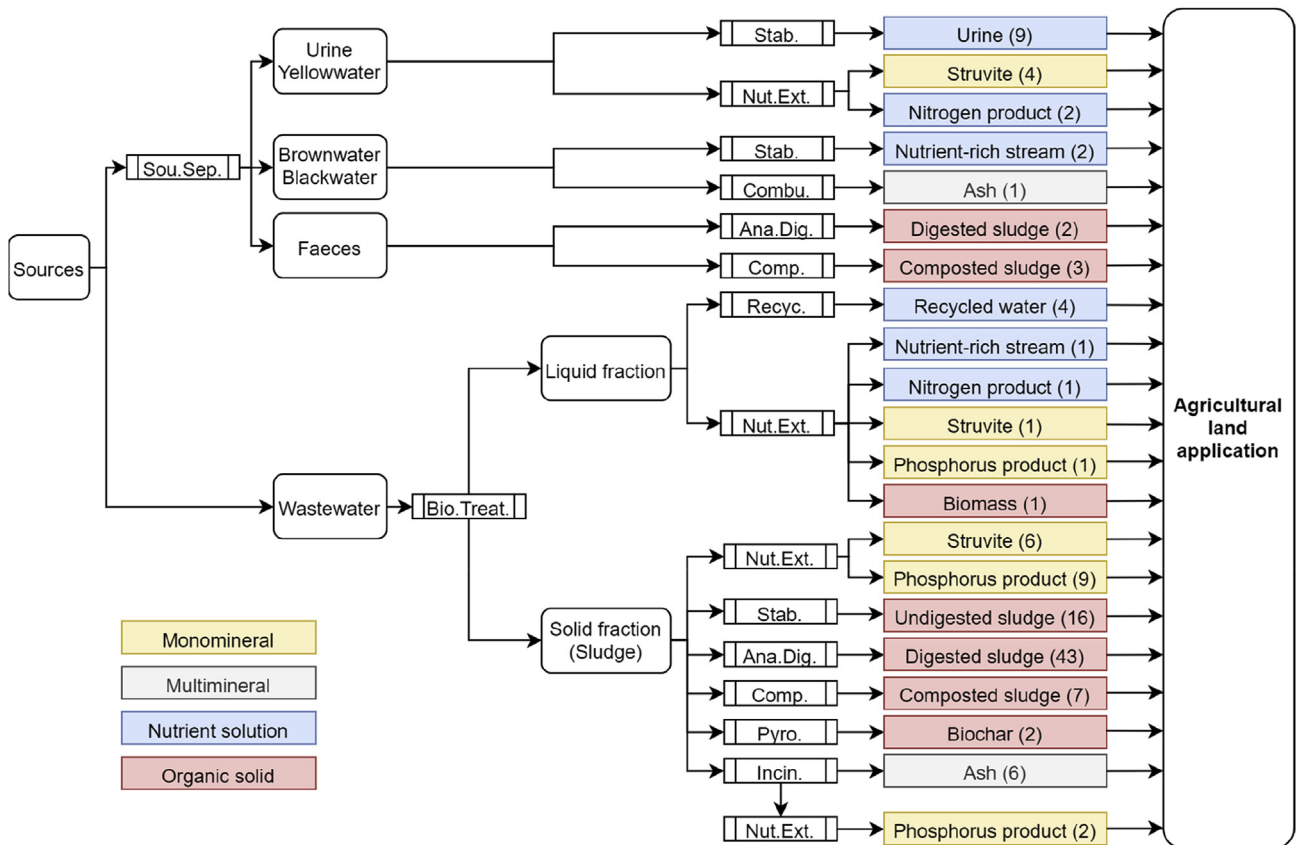 Sources
Sou.Sep.
Urine
Yellowwater
Brownwater
Blackwater
Faeces
Wastewater
Bio.Treat.
Liquid fraction
Solid fraction
(Sludge)
Stab.
Urine (9)
Nut.Ext.
Struvite (4)
Nitrogen product (2)
Stab.
Nutrient-rich stream (2)
Combu.
Ash (1)
Ana.Dig.
Digested sludge (2)
Comp.
Composted sludge (3)
Recyc.
Recycled water (4)
Nut.Ext.
Nutrient-rich stream (1)
Nitrogen product (1)
Struvite (1)
Phosphorus product (1)
Biomass (1)
Nut.Ext.
Struvite (6)
Phosphorus product (9)
Stab.
Undigested sludge (16)
Ana.Dig.
Digested sludge (43)
Comp.
Composted sludge (7)
Pyro.
Biochar (2)
Incin.
Ash (6)
Nut.Ext.
Phosphorus product (2)
Agricultural
land
application
Monomineral
Multimineral
Nutrient solution
Organic solid